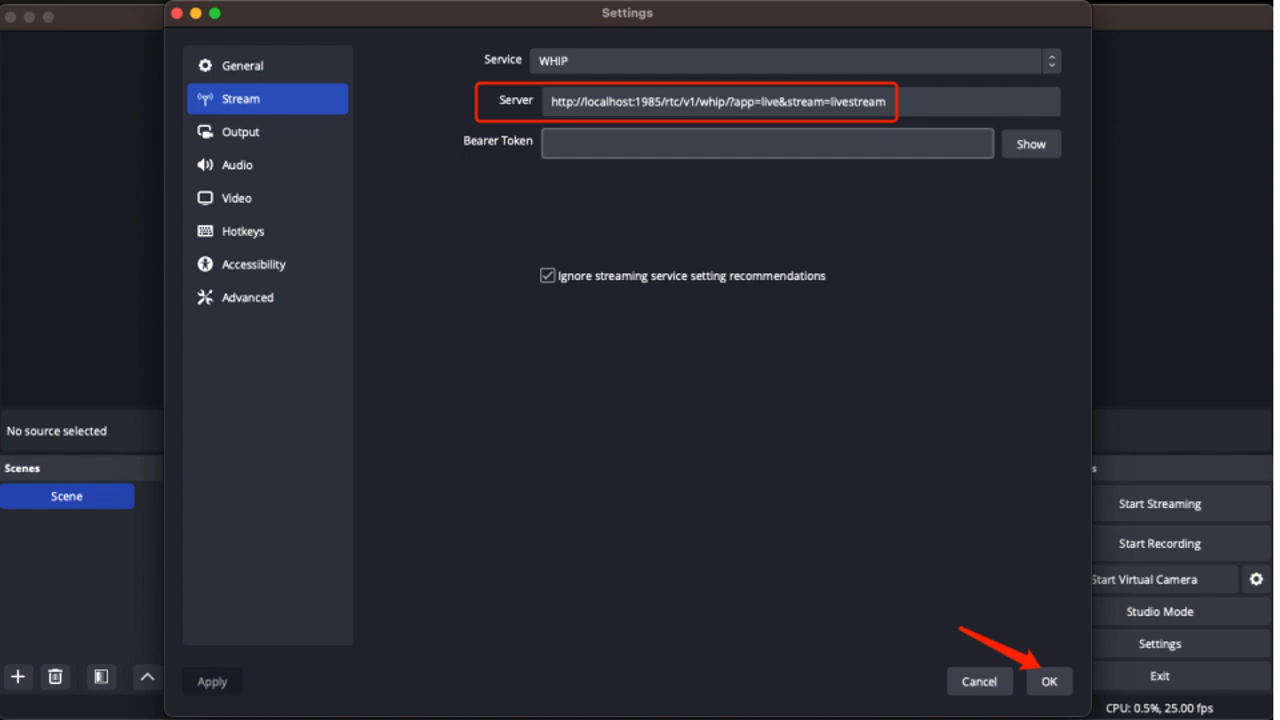 Settings
General
Stream
Output
Audio
Video
Hotkeys
Accessibility
Advanced
Service WHIP
Server http://localhost:1985/rtc/v1/whip/?app=live&stream=livestream
Bearer Token Show
Ignore streaming service setting recommendations
Apply Cancel OK
No source selected
Scenes
Scene
s
Start Streaming
Start Recording
Start Virtual Camera
Studio Mode
Settings
Exit
CPU: 0.5%, 25.00 fps